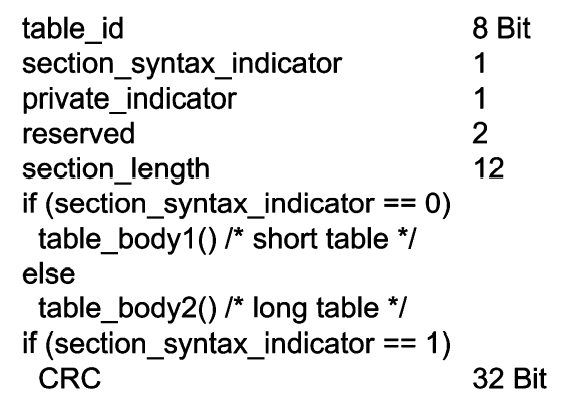 table_id 8 Bit
section_syntax_indicator 1
private_indicator 1
reserved 2
section_length 12
if (section_syntax_indicator == 0)
table_body1() /* short table */
else
table_body2() /* long table */
if (section_syntax_indicator == 1)
CRC 32 Bit